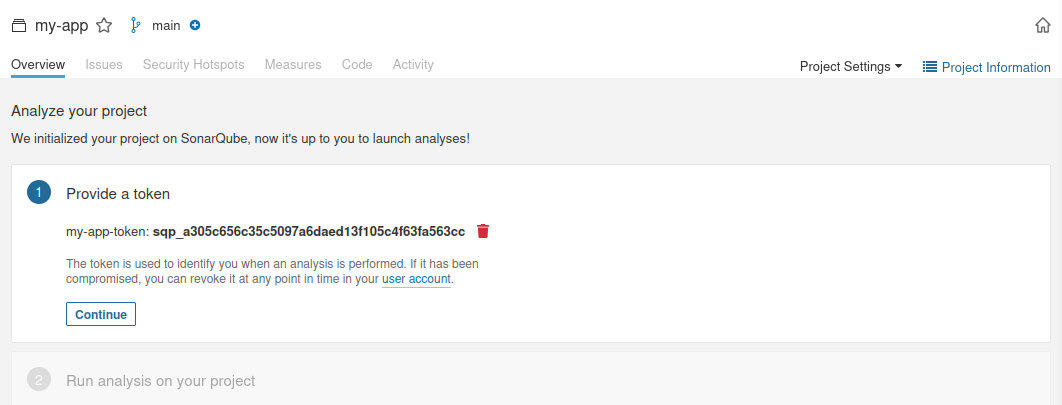 my-app main
Overview Issues Security Hotspots Measures Code Activity Project Settings Project Information
Analyze your project
We initialized your project on SonarQube, now it's up to you to launch analyses!
1 Provide a token
my-app-token: sqp_a305c656c35c5097a6daed13f105c4f63fa563cc
The token is used to identify you when an analysis is performed. If it has been
compromised, you can revoke it at any point in time in your user account.
Continue
2 Run analysis on your project